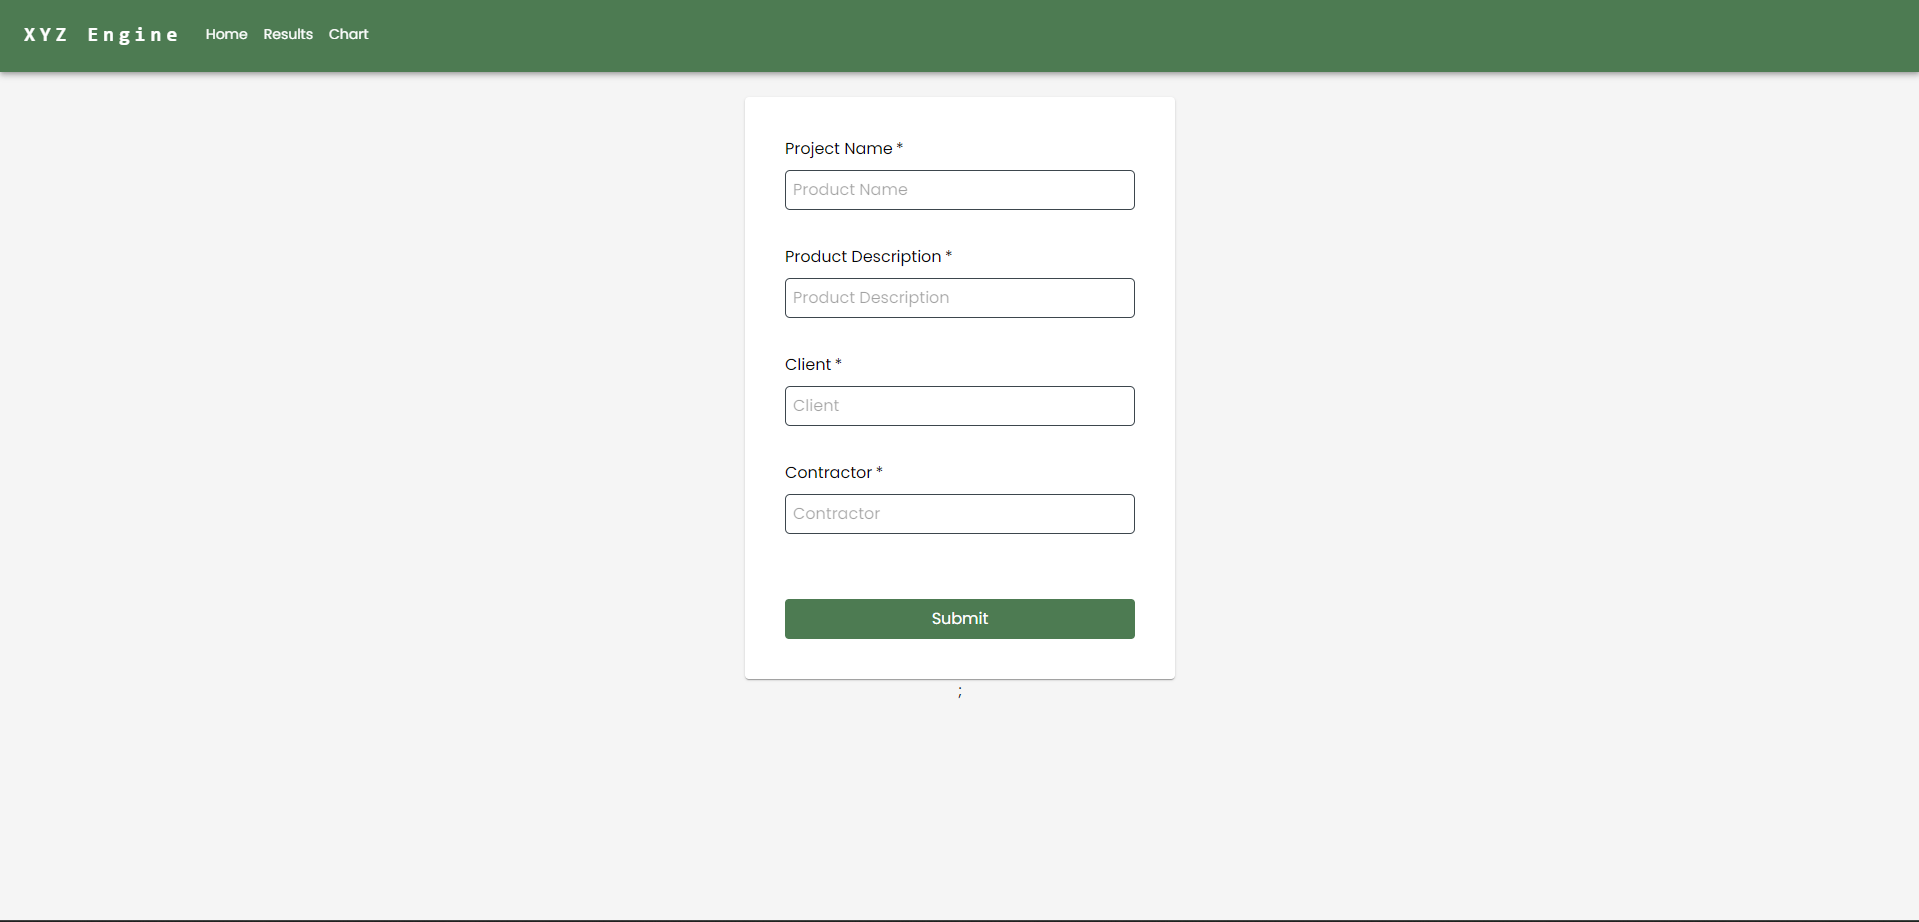 XYZ Engine Home Results Chart
Project Name *
Product Name
Product Description *
Product Description
Client *
Client
Contractor *
Contractor
Submit
;